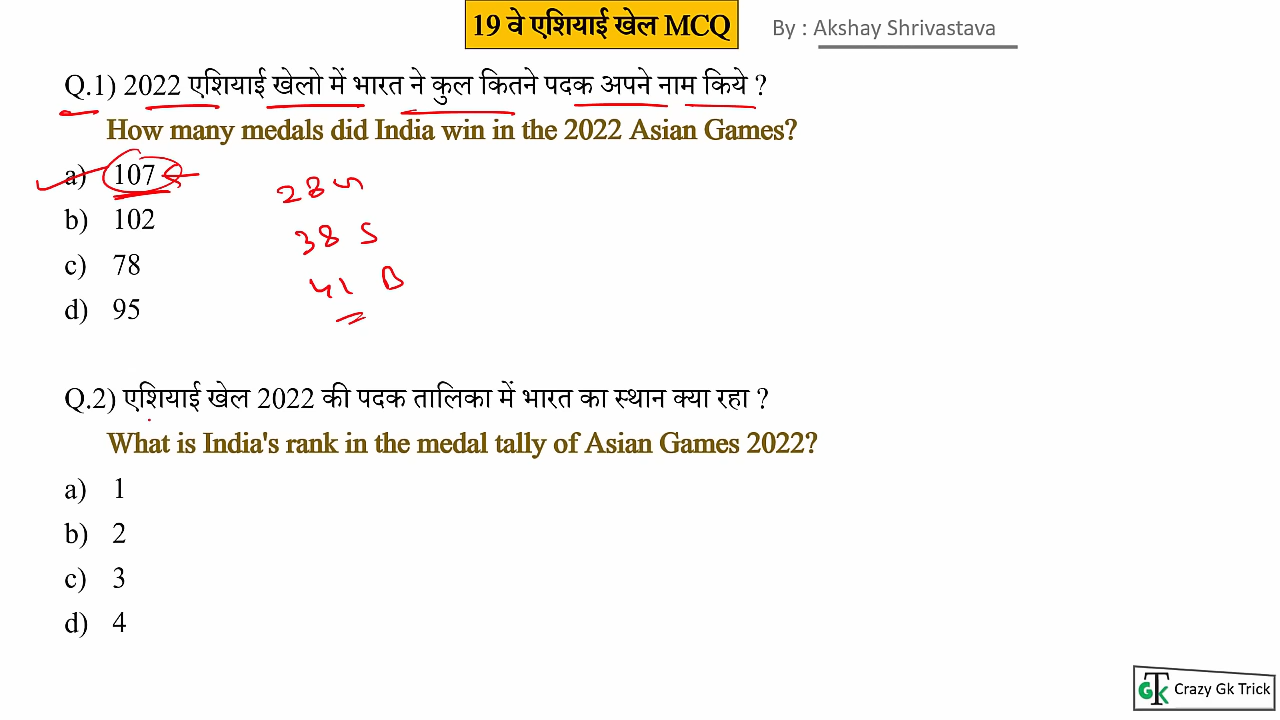 19 वे एशियाई खेल MCQ
By : Akshay Shrivastava
Q.1) 2022 एशियाई खेलो में भारत ने कुल कितने पदक अपने नाम किये ?
How many medals did India win in the 2022 Asian Games?
a) 107
b) 102
c) 78
d) 95
28 G
38 S
41 B
Q.2) एशियाई खेल 2022 की पदक तालिका में भारत का स्थान क्या रहा ?
What is India's rank in the medal tally of Asian Games 2022?
a) 1
b) 2
c) 3
d) 4
GTK Crazy Gk Trick